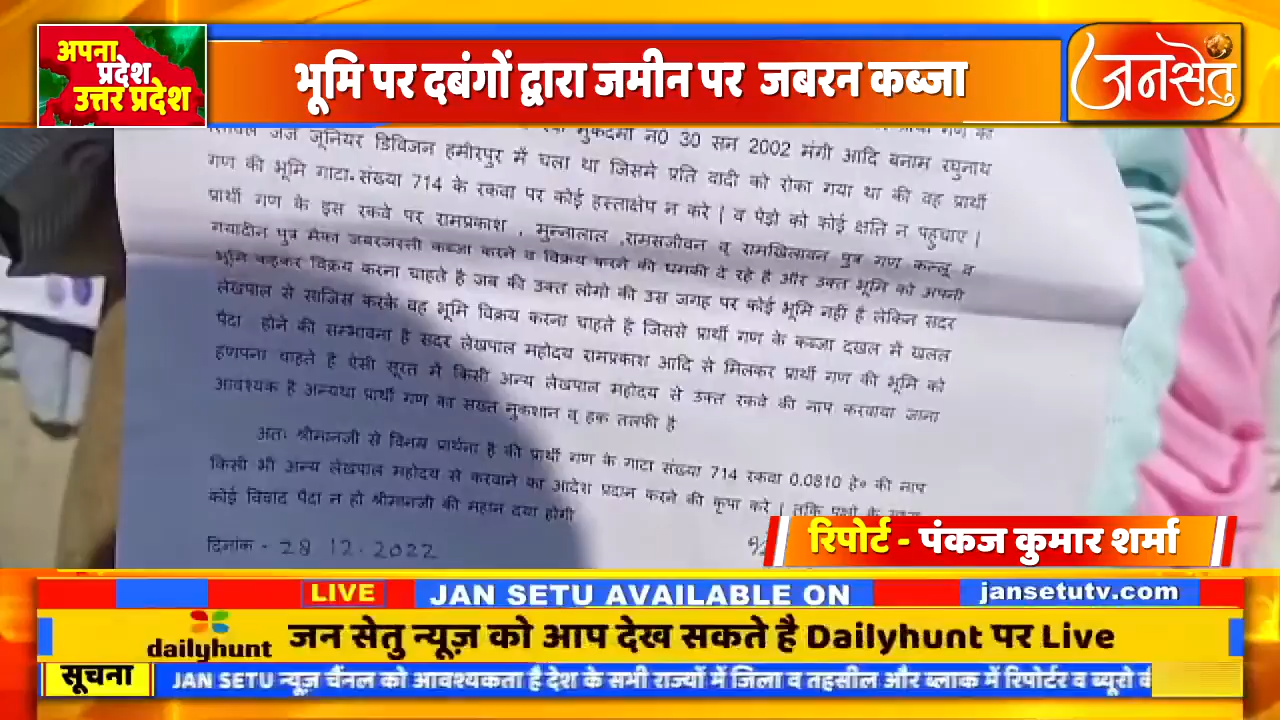 अपना
प्रदेश
उत्तर प्रदेश
भूमि पर दबंगों द्वारा जमीन पर जबरन कब्जा
जनसेतु
मुकदमा न0 30 सन 2002 मंगी आदि बनाम रघुनाथ
जज जूनियर डिविजन हमीरपुर में चला था जिसमे प्रति वादी को रोका गया था की वह प्रार्थी
गण की भूमि गाटा-संख्या 714 के रकवा पर कोई हस्ताक्षेप न करे | व पेड़ो को कोई क्षति न पहुचाए |
प्रार्थी गण के इस रकवे पर रामप्रकाश , मुन्नालाल ,रामसजीवन व् रामखिलावन पुत्र गण कल्लू व
गयादीन पुत्र मैका जबरजस्ती कब्जा करने व विक्रय करने की धमकी दे रहे है और उक्त भूमि को अपनी
भूमि कहकर विक्रय करना चाहते है जब की उक्त लोगो की उस जगह पर कोई भूमि नहीं है लेकिन सदर
लेखपाल से साजिस करके वह भूमि विक्रय करना चाहते है जिससे प्रार्थी गण के कब्जा दखल में खलल
पैदा होने की सम्भावना है सदर लेखपाल महोदय रामप्रकाश आदि से मिलकर प्रार्थी गण की भूमि को
हणपना चाहते है ऐसी सूरत में किसी अन्य लेखपाल महोदय से उक्त रकवे की नाप करवाया जाना
आवश्यक है अन्यथा प्रार्थी गण का सख्त नुकशान व् हक तलफी है
अतः श्रीमानजी से विनम्र प्रार्थना है की प्रार्थी गण के गाटा संख्या 714 रकवा 0.0810 हे० की नाप
किसी भी अन्य लेखपाल महोदय से करवाने का आदेश प्रदान करने की कृपा करे | तकि पक्षो के
कोई विवाद पैदा न हो श्रीमानजी की महान दया होगी
दिनांक - 28 12.2022
रिपोर्ट - पंकज कुमार शर्मा
LIVE JAN SETU AVAILABLE ON jansetutv.com
dailyhunt जन सेतु न्यूज़ को आप देख सकते है Dailyhunt पर Live
सूचना JAN SETU न्यूज़ चैंनल को आवश्यकता है देश के सभी राज्यों में जिला व तहसील और ब्लाक में रिपोर्टर व ब्यूरो